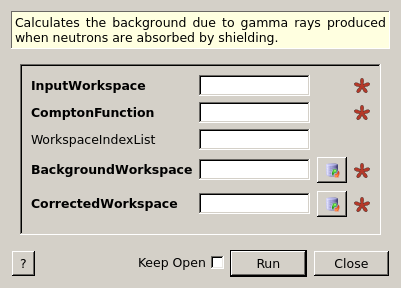 Calculates the background due to gamma rays produced
when neutrons are absorbed by shielding.
InputWorkspace
ComptonFunction
WorkspaceIndexList
BackgroundWorkspace
CorrectedWorkspace
? Keep Open Run Close